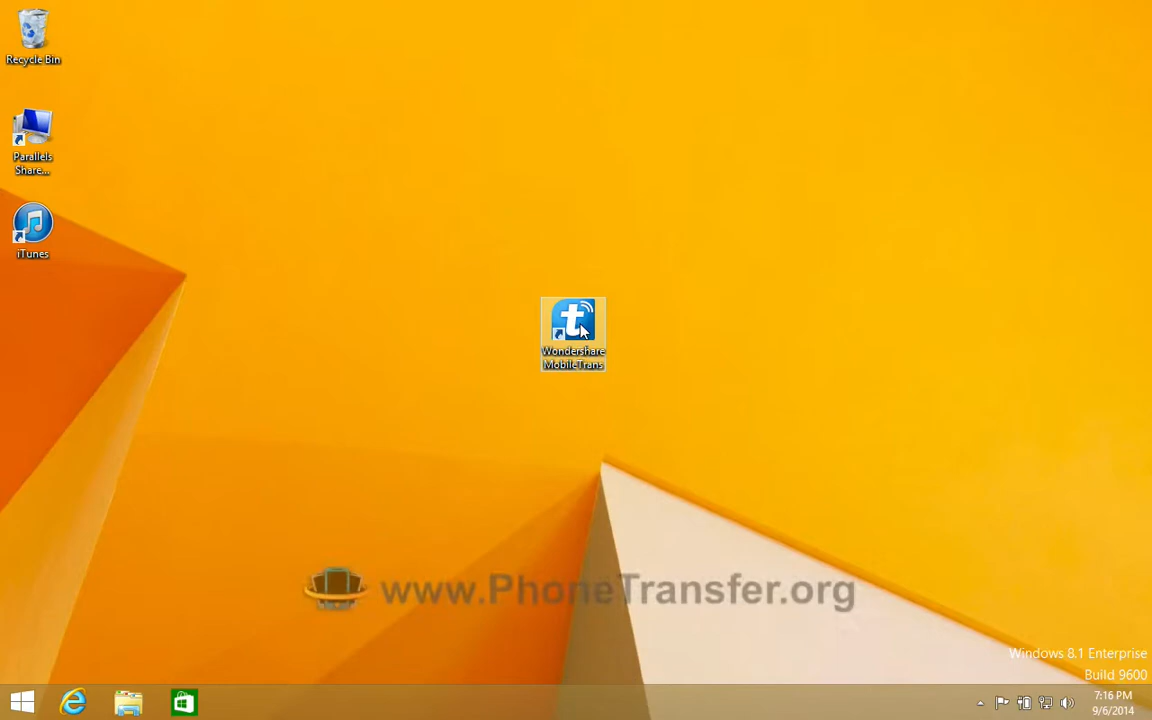 Recycle Bin
Parallels
Share...
iTunes
Wondershare
MobileTrans
www.PhoneTransfer.org
Windows 8.1 Enterprise
Build 9600
7:16 PM
9/6/2014